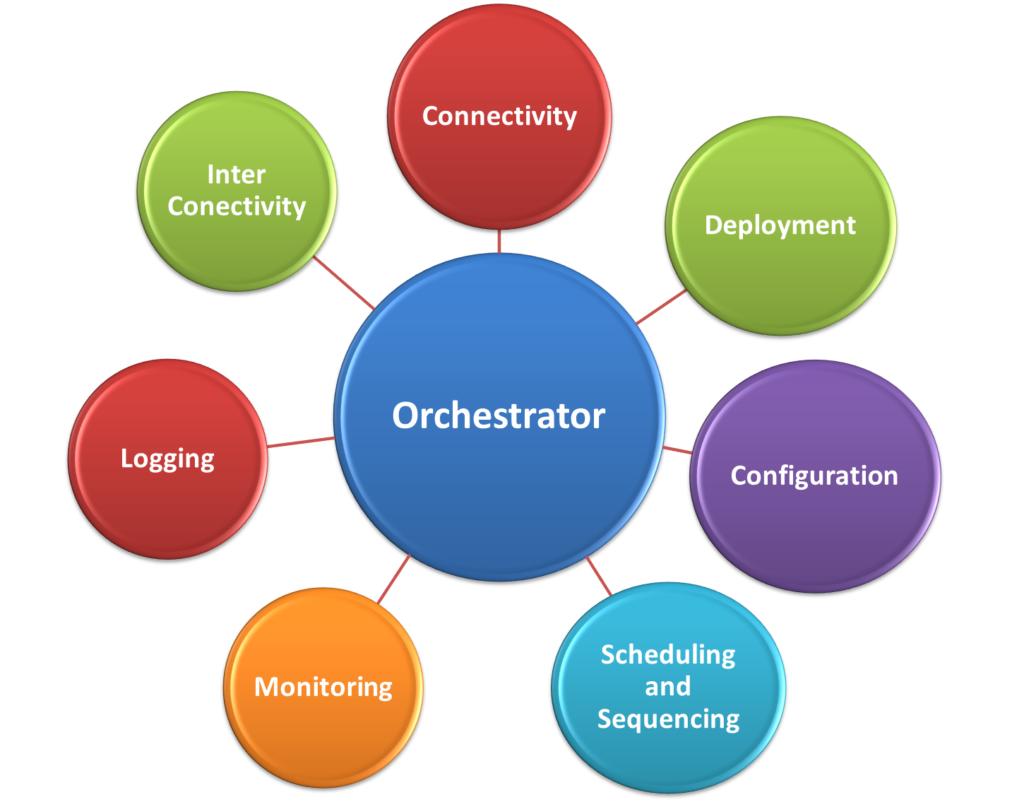 Connectivity
Inter
Conectivity
Deployment
Orchestrator
Logging
Configuration
Monitoring
Scheduling
and
Sequencing